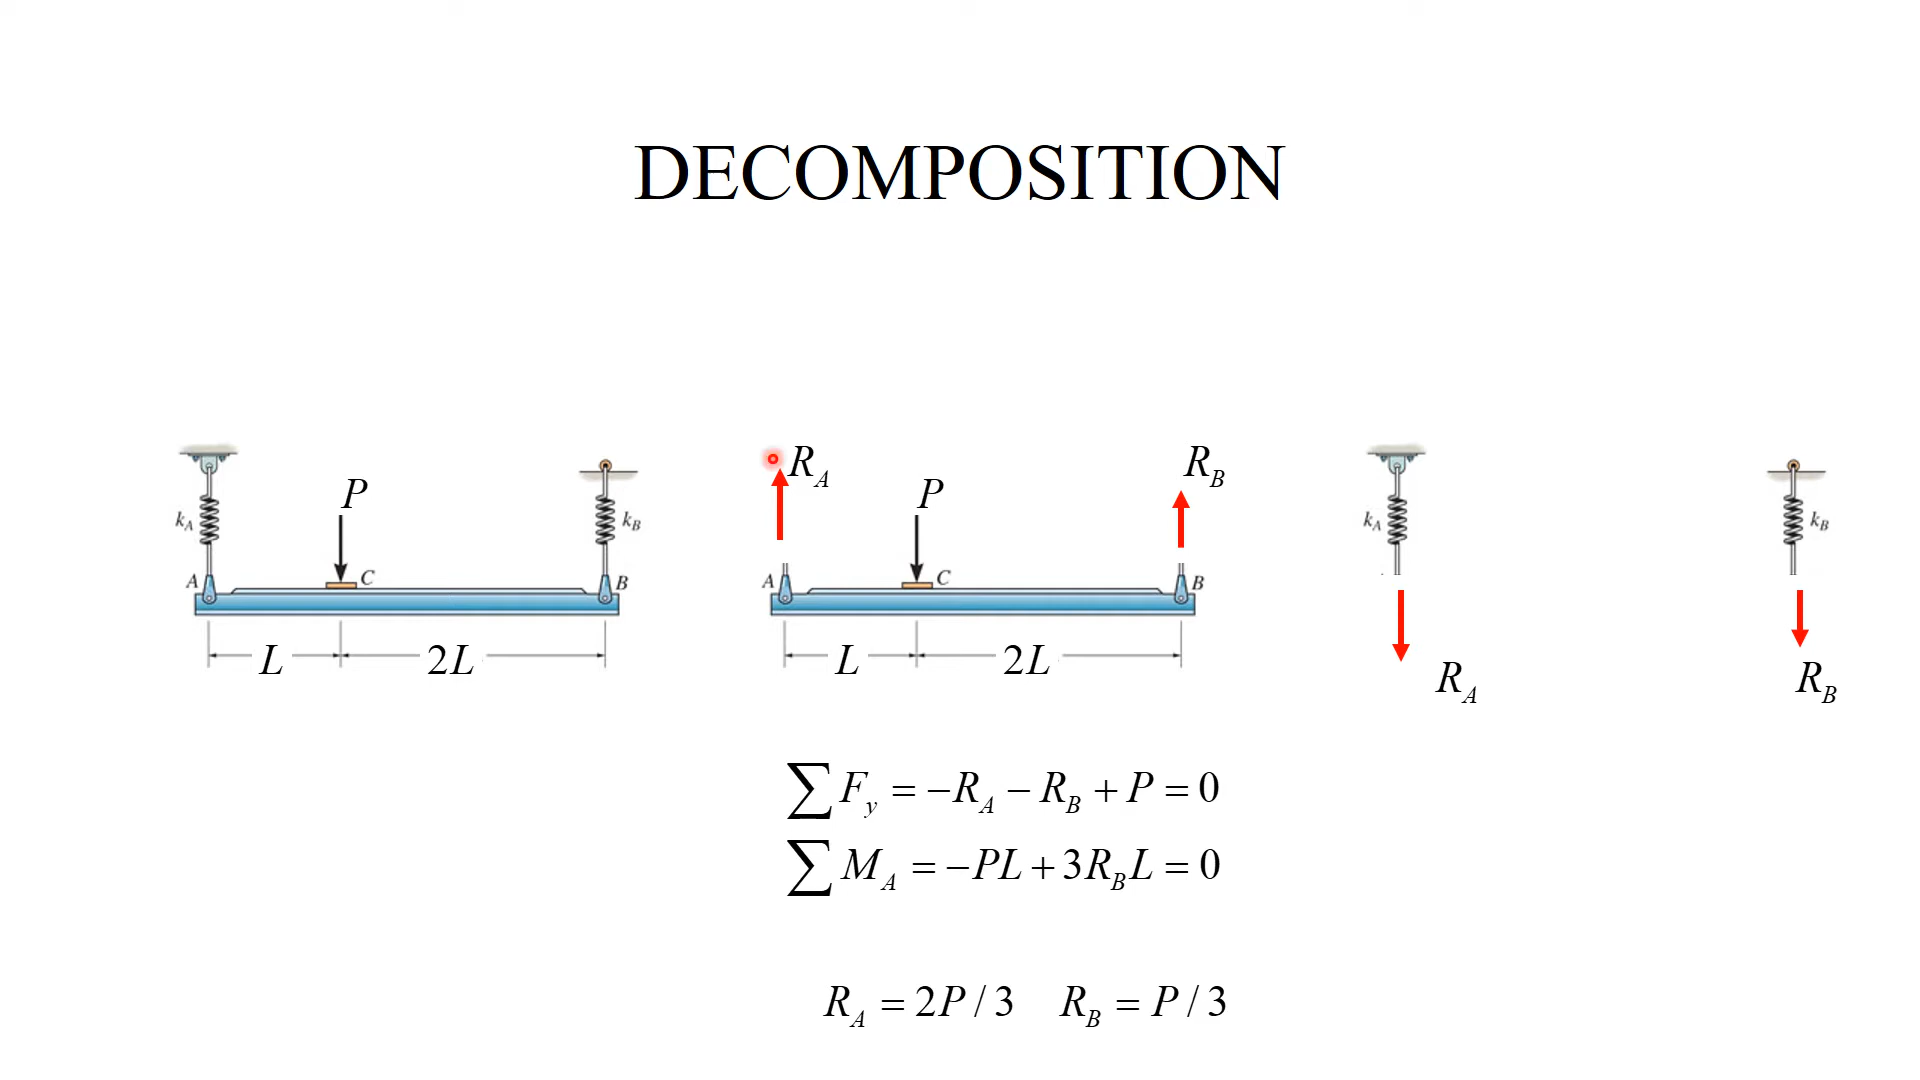 DECOMPOSITION
k_A
P
k_B
A
C
B
L
2L
R_A
P
R_B
A
C
B
L
2L
k_A
R_A
k_B
R_B
∑ F_y = −R_A − R_B + P = 0
∑ M_A = −PL + 3R_B L = 0
R_A = 2P / 3 R_B = P / 3